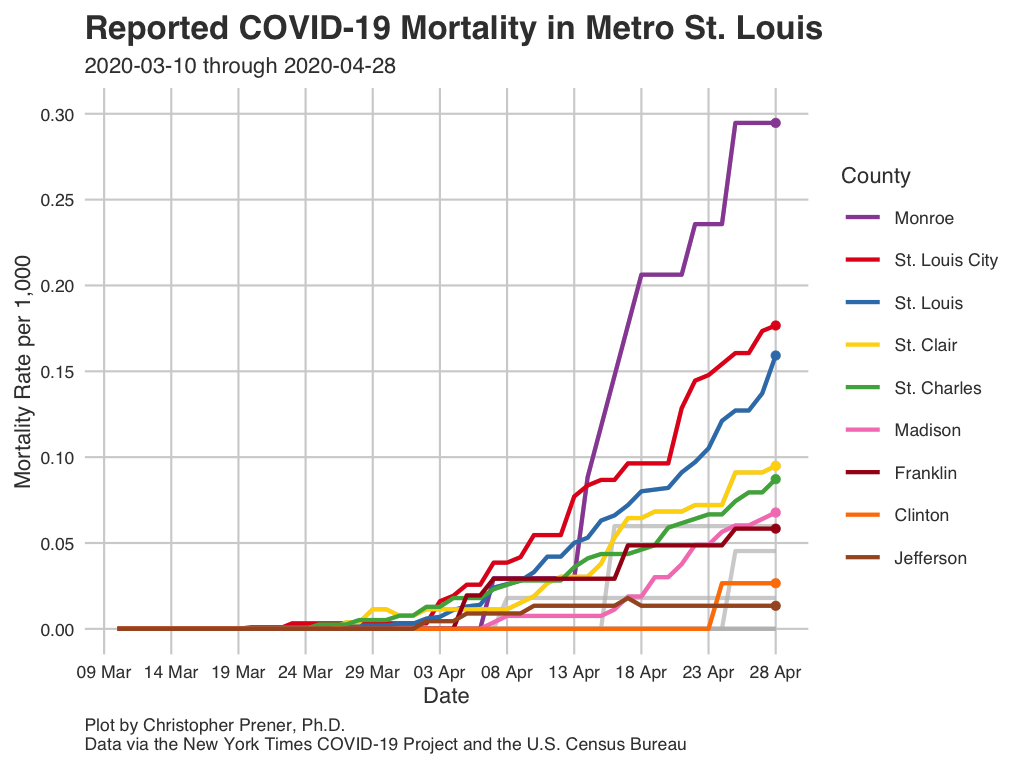 Reported COVID-19 Mortality in Metro St. Louis
2020-03-10 through 2020-04-28
Mortality Rate per 1,000
0.30
0.25
0.20
0.15
0.10
0.05
0.00
09 Mar 14 Mar 19 Mar 24 Mar 29 Mar 03 Apr 08 Apr 13 Apr 18 Apr 23 Apr 28 Apr
Date
County
Monroe
St. Louis City
St. Louis
St. Clair
St. Charles
Madison
Franklin
Clinton
Jefferson
Plot by Christopher Prener, Ph.D.
Data via the New York Times COVID-19 Project and the U.S. Census Bureau